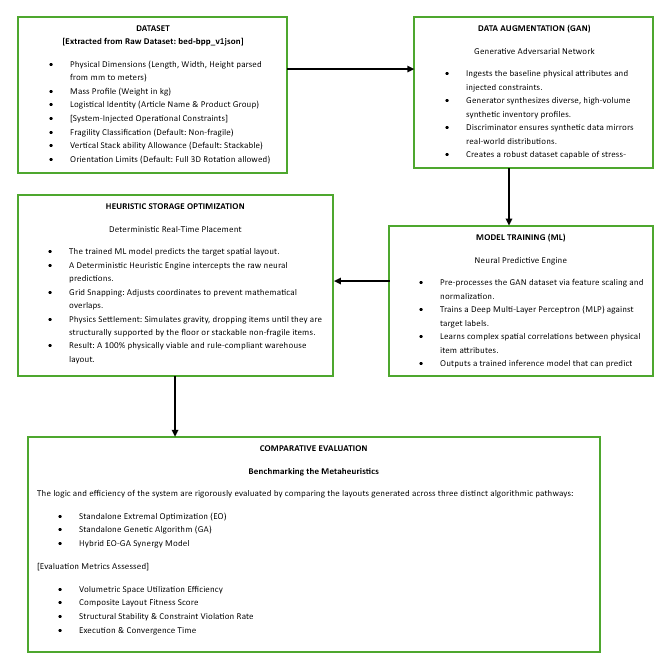 DATASET
[Extracted from Raw Dataset: bed-bpp_v1json]
• Physical Dimensions (Length, Width, Height parsed
from mm to meters)
• Mass Profile (Weight in kg)
• Logistical Identity (Article Name & Product Group)
• [System-Injected Operational Constraints]
• Fragility Classification (Default: Non-fragile)
• Vertical Stack ability Allowance (Default: Stackable)
• Orientation Limits (Default: Full 3D Rotation allowed)
DATA AUGMENTATION (GAN)
Generative Adversarial Network
• Ingests the baseline physical attributes and
injected constraints.
• Generator synthesizes diverse, high-volume
synthetic inventory profiles.
• Discriminator ensures synthetic data mirrors
real-world distributions.
• Creates a robust dataset capable of stress-
MODEL TRAINING (ML)
Neural Predictive Engine
• Pre-processes the GAN dataset via feature scaling and
normalization.
• Trains a Deep Multi-Layer Perceptron (MLP) against
target labels.
• Learns complex spatial correlations between physical
item attributes.
• Outputs a trained inference model that can predict
HEURISTIC STORAGE OPTIMIZATION
Deterministic Real-Time Placement
• The trained ML model predicts the target spatial layout.
• A Deterministic Heuristic Engine intercepts the raw neural
predictions.
• Grid Snapping: Adjusts coordinates to prevent mathematical
overlaps.
• Physics Settlement: Simulates gravity, dropping items until they are
structurally supported by the floor or stackable non-fragile items.
• Result: A 100% physically viable and rule-compliant warehouse
layout.
COMPARATIVE EVALUATION
Benchmarking the Metaheuristics
The logic and efficiency of the system are rigorously evaluated by comparing the layouts generated across three distinct algorithmic pathways:
• Standalone Extremal Optimization (EO)
• Standalone Genetic Algorithm (GA)
• Hybrid EO-GA Synergy Model
[Evaluation Metrics Assessed]
• Volumetric Space Utilization Efficiency
• Composite Layout Fitness Score
• Structural Stability & Constraint Violation Rate
• Execution & Convergence Time